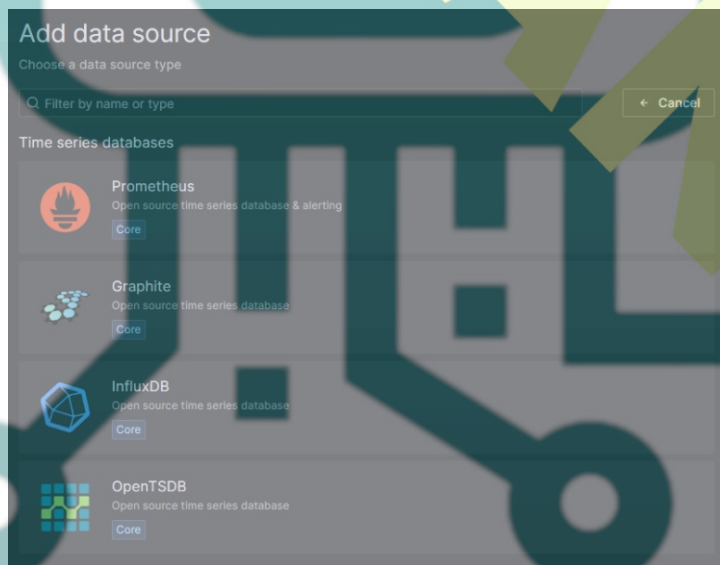 Add data source
Choose a data source type
Filter by name or type
← Cancel
Time series databases
Prometheus
Open source time series database & alerting
Core
Graphite
Open source time series database
Core
InfluxDB
Open source time series database
Core
OpenTSDB
Open source time series database
Core